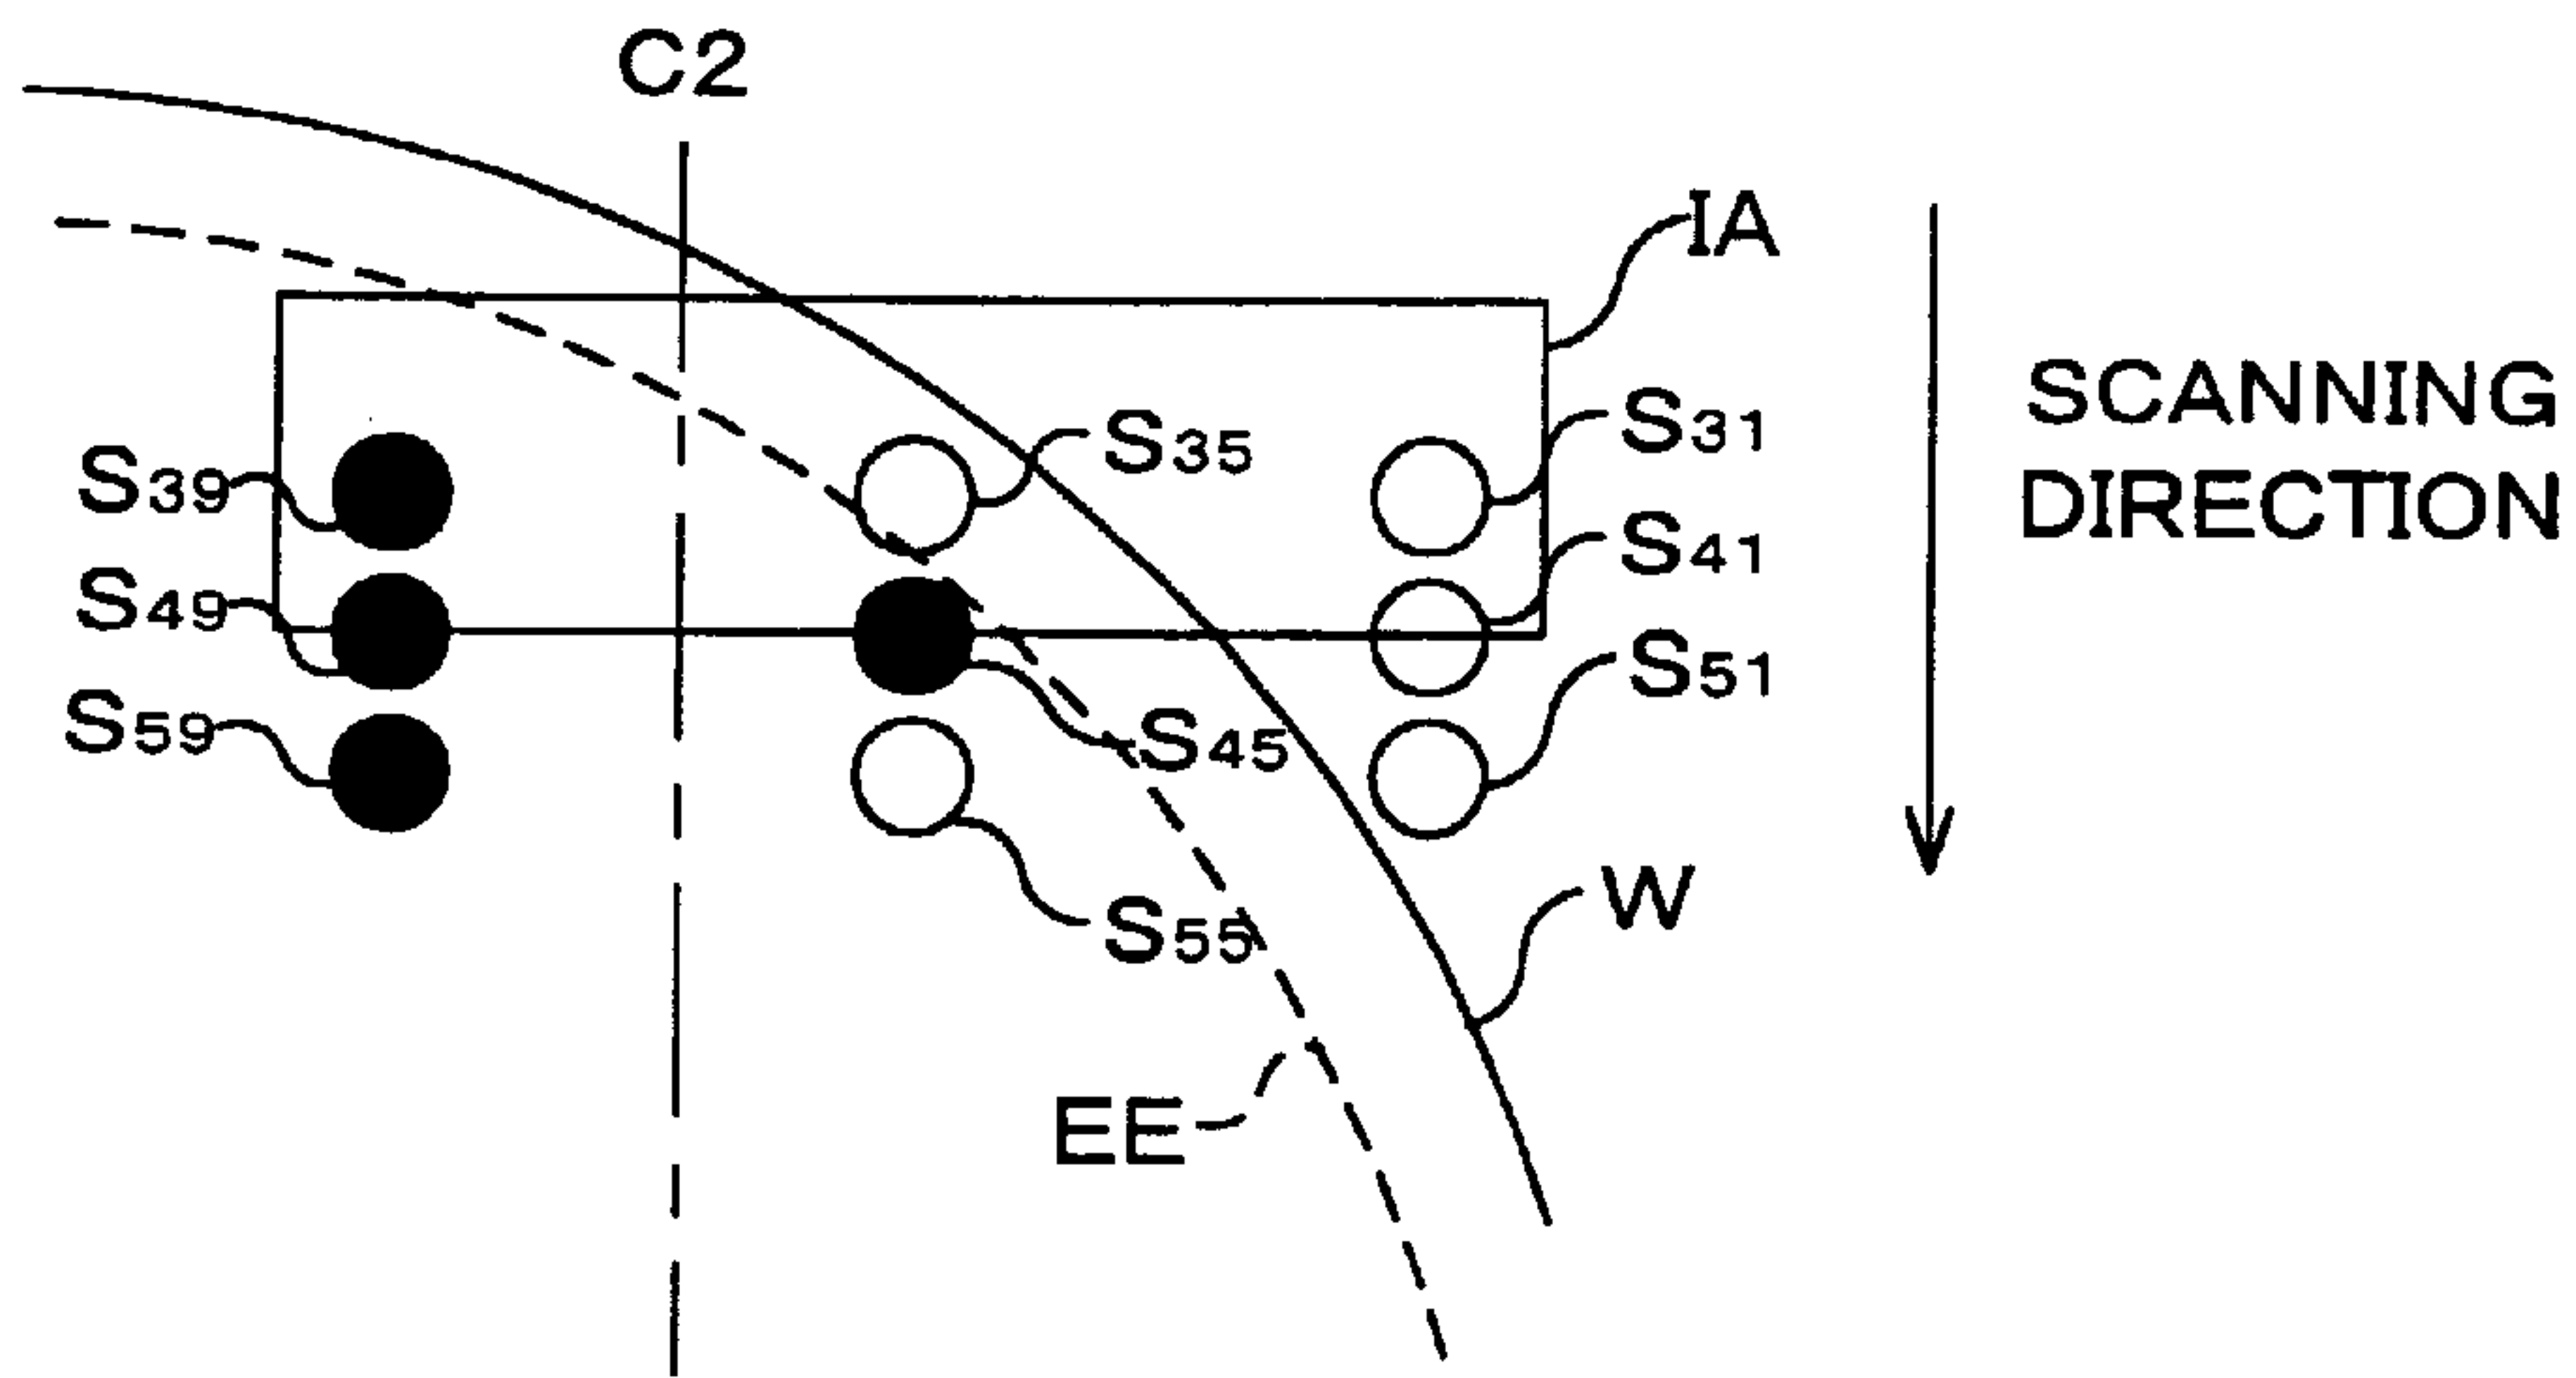 C2
IA
SCANNING
DIRECTION
S39
S35
S31
S49
S41
S59
S45
S51
S55
W
EE